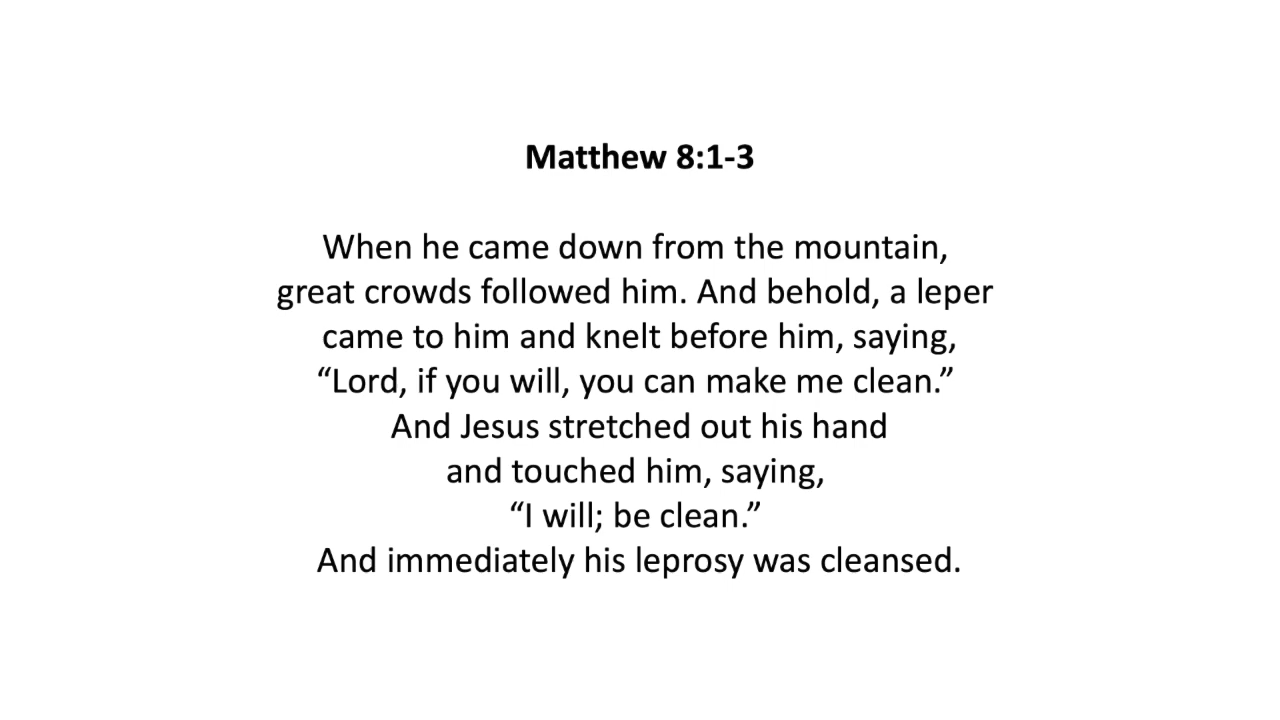 Matthew 8:1-3
When he came down from the mountain,
great crowds followed him. And behold, a leper
came to him and knelt before him, saying,
“Lord, if you will, you can make me clean.”
And Jesus stretched out his hand
and touched him, saying,
“I will; be clean.”
And immediately his leprosy was cleansed.